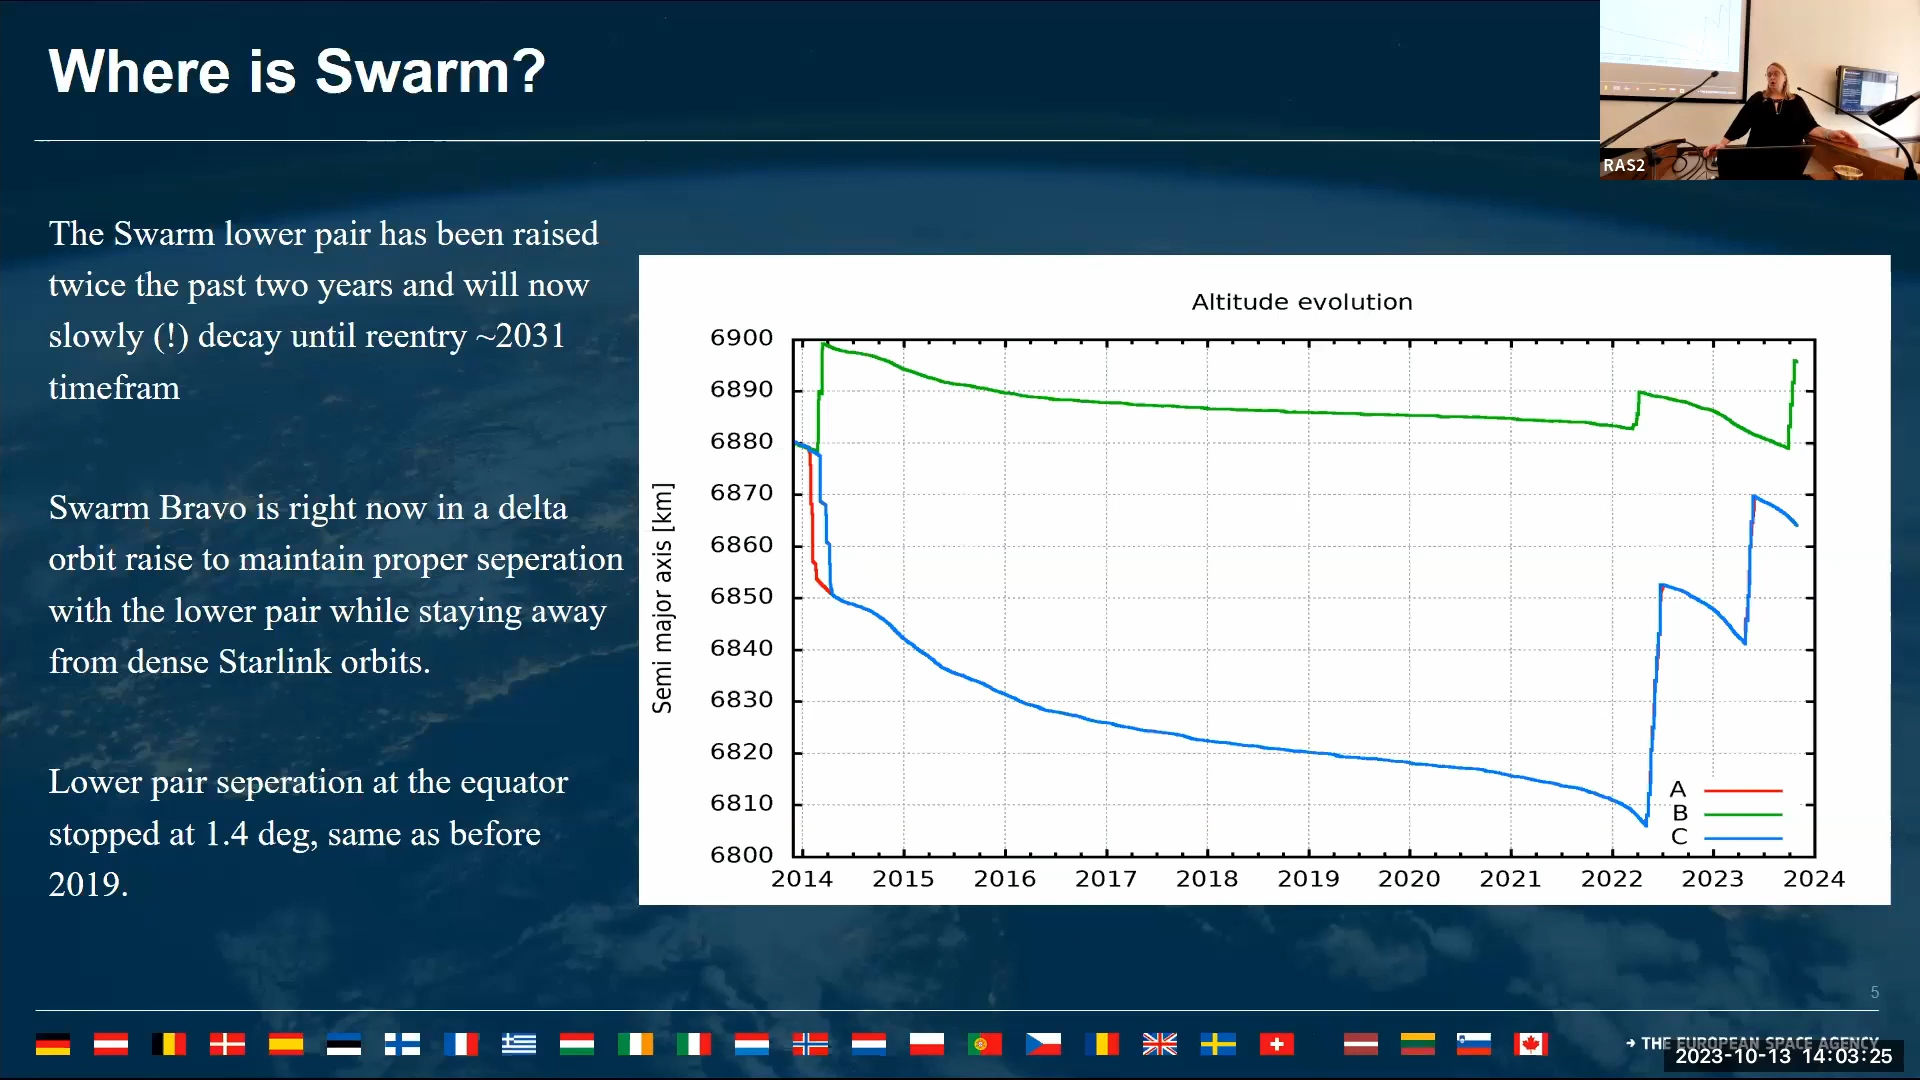 Where is Swarm?
RAS2
The Swarm lower pair has been raised
twice the past two years and will now
slowly (!) decay until reentry ~2031
timefram
Swarm Bravo is right now in a delta
orbit raise to maintain proper seperation
with the lower pair while staying away
from dense Starlink orbits.
Lower pair seperation at the equator
stopped at 1.4 deg, same as before
2019.
Altitude evolution
Semi major axis [km]
6900
6890
6880
6870
6860
6850
6840
6830
6820
6810
6800
2014 2015 2016 2017 2018 2019 2020 2021 2022 2023 2024
A
B
C
5
→ THE EUROPEAN SPACE AGENCY
2023-10-13 14:03:25